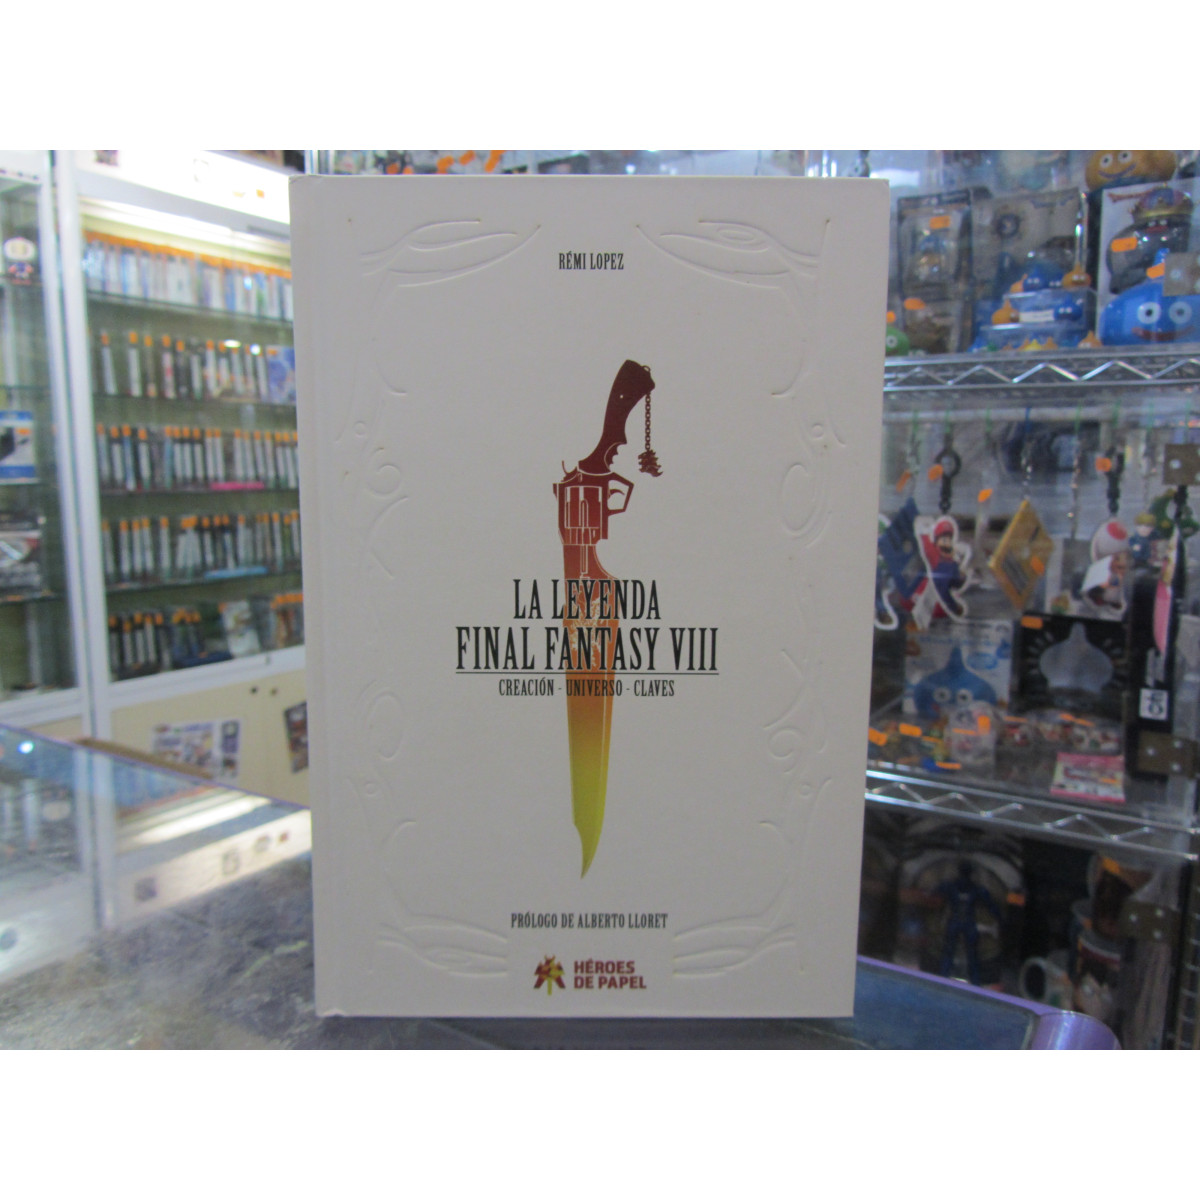 RÉMI LOPEZ
LA LEYENDA
FINAL FANTASY VIII
CREACIÓN - UNIVERSO - CLAVES
PRÓLOGO DE ALBERTO LLORET
HÉROES
DE PAPEL